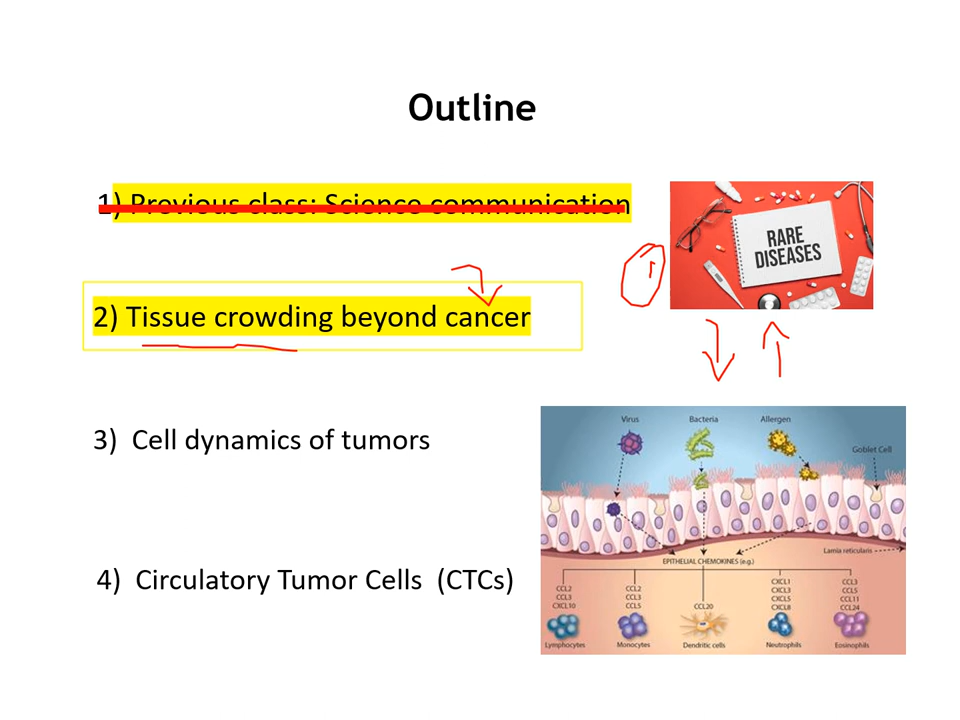 Outline
1) Previous class: Science communication
RARE
DISEASES
2) Tissue crowding beyond cancer
3) Cell dynamics of tumors
4) Circulatory Tumor Cells (CTCs)
Virus
Bacteria
Allergen
Goblet Cell
Lamia reticularis
EPITHELIAL CHEMOKINES (e.g.)
CCL2
CCL3
CXCL10
Lymphocytes
CCL2
CCL3
CCL5
Monocytes
CCL20
Dendritic cells
CXCL1
CXCL3
CXCL5
CXCL8
Neutrophils
CCL3
CCL5
CCL11
CCL24
Eosinophils